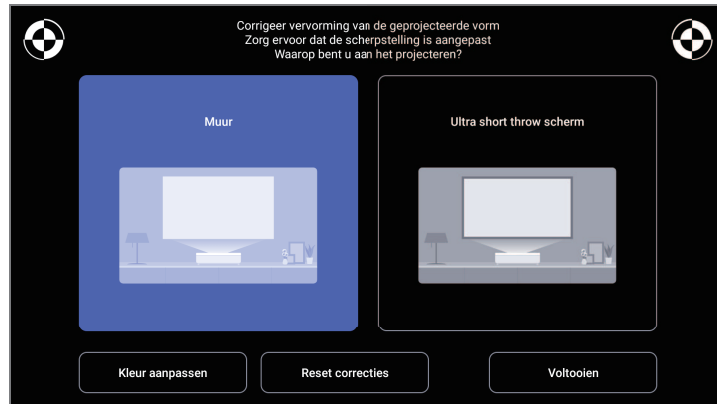 Corrigeer vervorming van de geprojecteerde vorm
Zorg ervoor dat de scherpstelling is aangepast
Waarop bent u aan het projecteren?
Muur
Ultra short throw scherm
Kleur aanpassen
Reset correcties
Voltooien